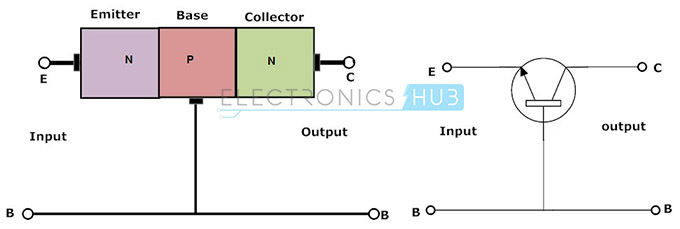 Emitter Base Collector
N P N
E C
ELECTRONICS HUB
Input Output
B B
E C
Input output
B B